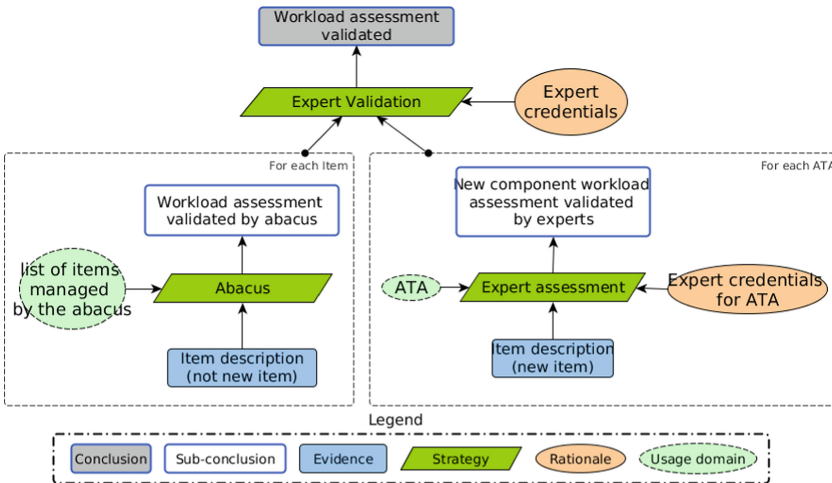 Workload assessment
validated
Expert Validation
Expert
credentials
For each Item
Workload assessment
validated by abacus
list of items
managed
by the abacus
Abacus
Item description
(not new item)
For each ATA
New component workload
assessment validated
by experts
ATA
Expert assessment
Expert credentials
for ATA
Item description
(new item)
Legend
Conclusion
Sub-conclusion
Evidence
Strategy
Rationale
Usage domain